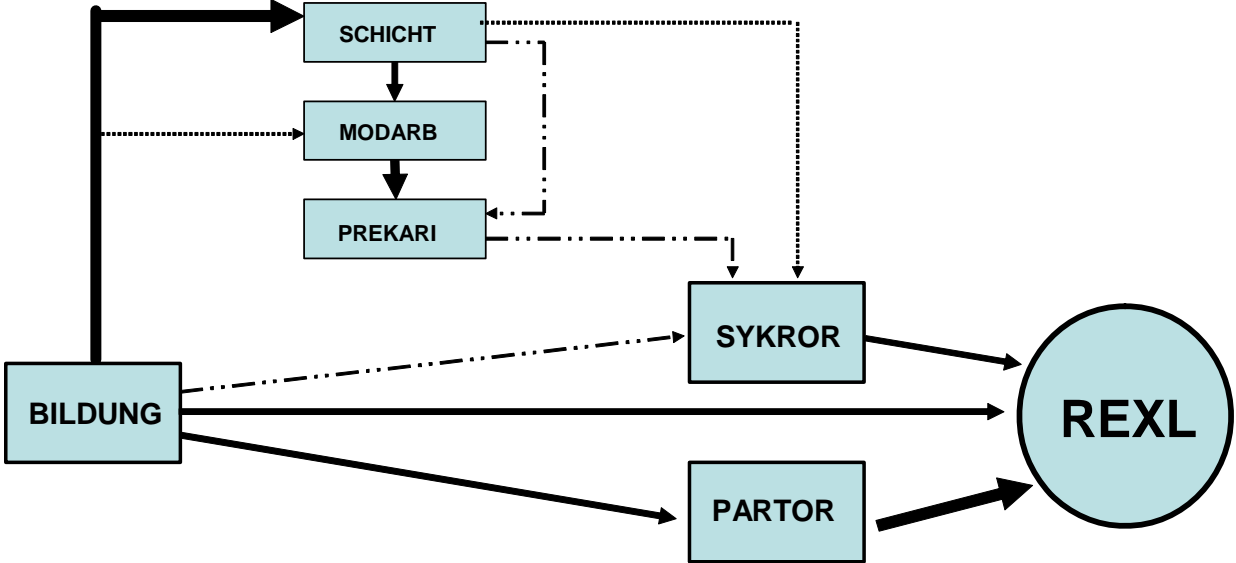 SCHICHT
MODARB
PREKARI
SYKROR
BILDUNG
REXL
PARTOR